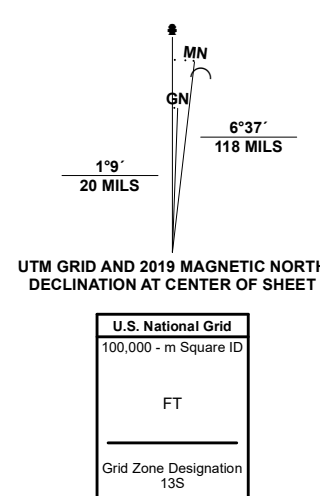 MN
GN
6°37´
118 MILS
1°9´
20 MILS
UTM GRID AND 2019 MAGNETIC NORTH
DECLINATION AT CENTER OF SHEET
U.S. National Grid
100,000 - m Square ID
FT
Grid Zone Designation
13S